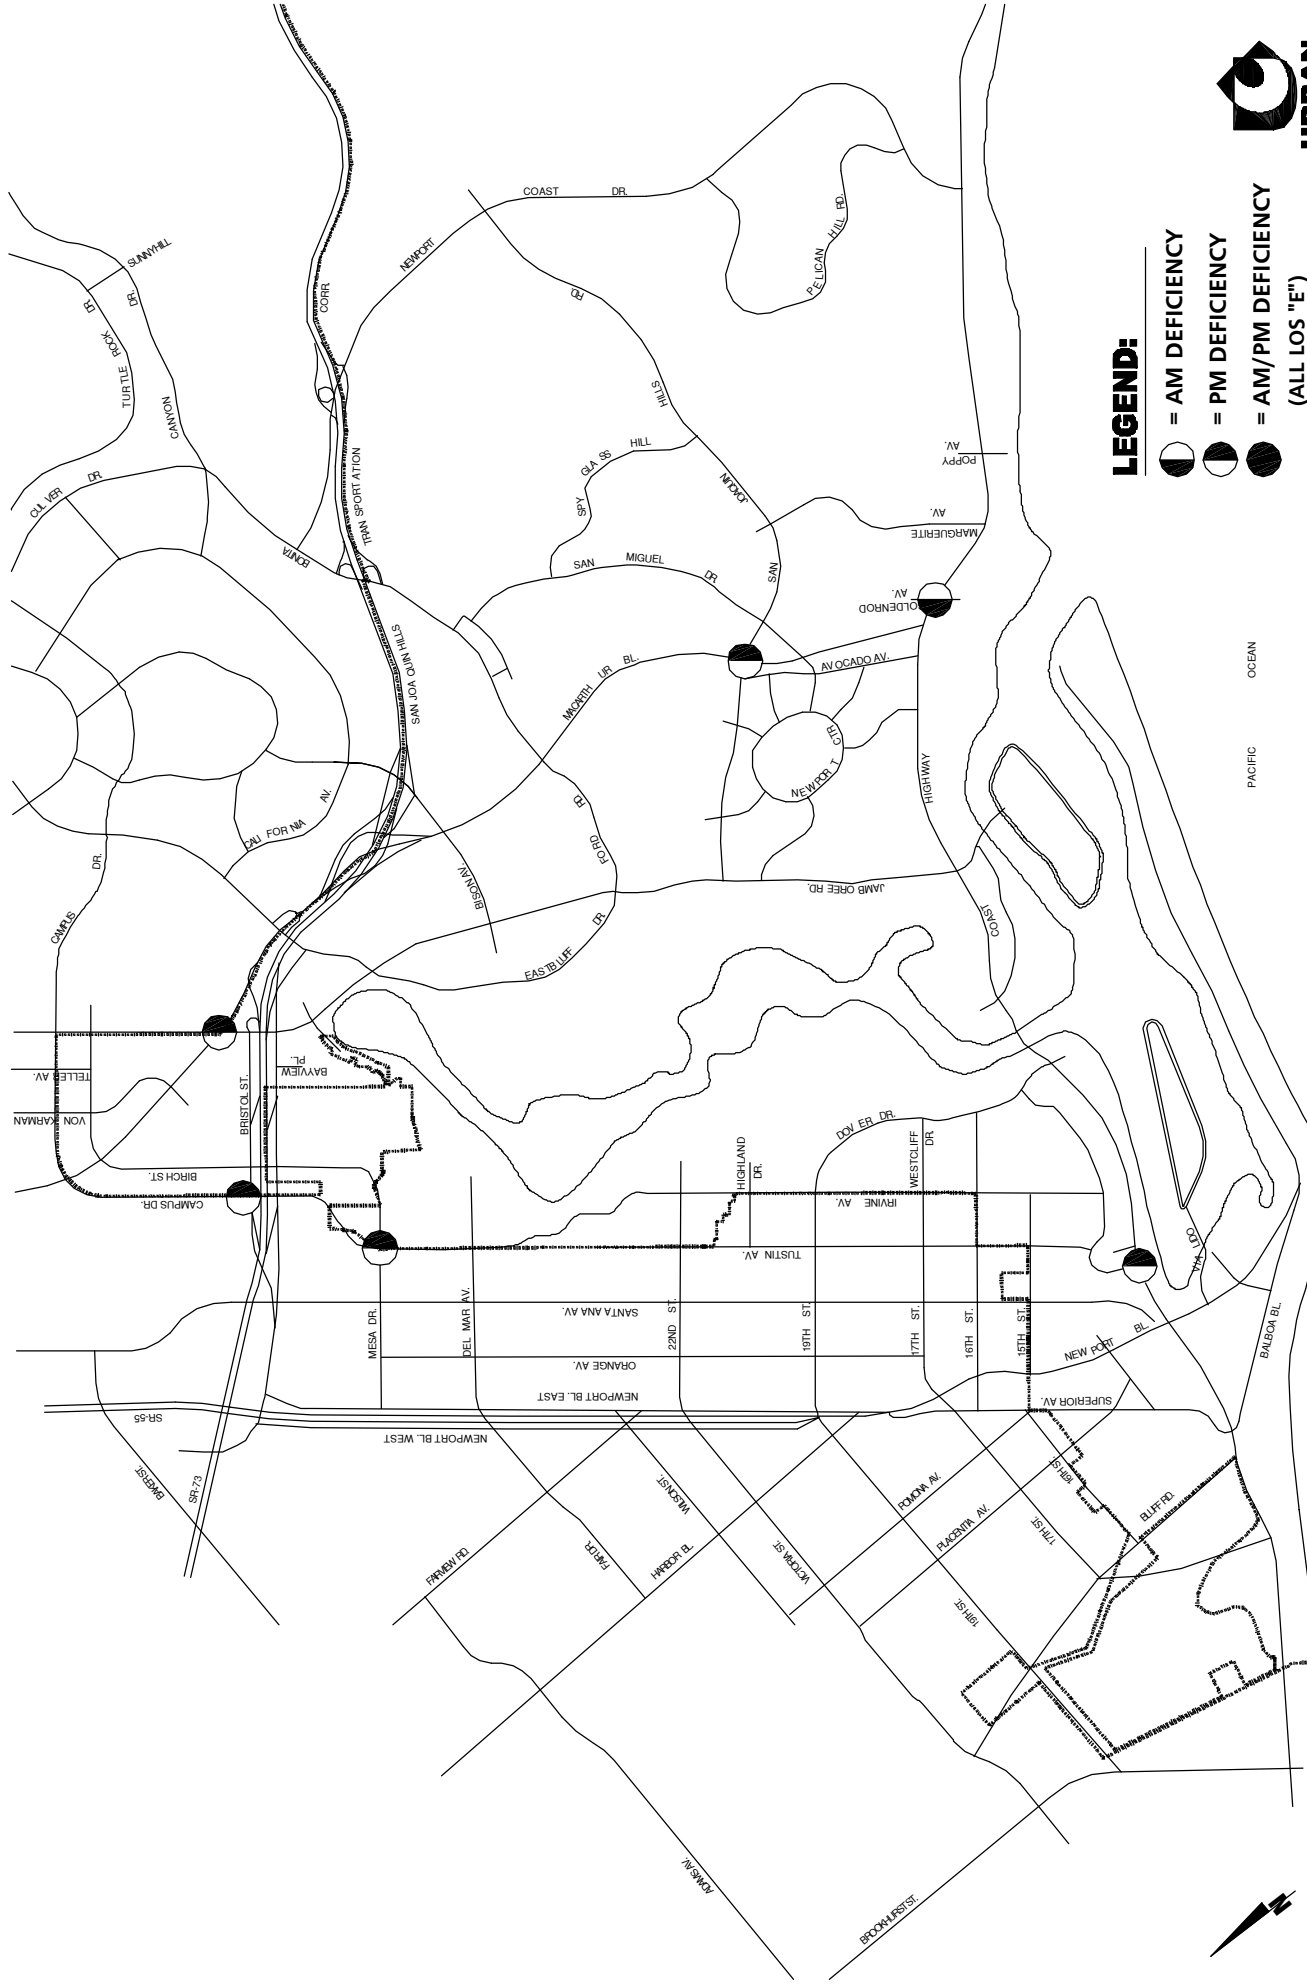 SUNNYHILL
DR.
TURTLE ROCK DR
CANYON
CULVER DR
BONITA
CORR.
TRANSPORTATION
SAN JOAQUIN HILLS
NEWPORT
COAST DR.
PELICAN HILL RD.
RD.
HILLS
JOAQUIN
SAN
SPY GLASS HILL
SAN MIGUEL DR
POPPY AV.
MARGUERITE AV.
OLDENROD AV.
MACARTHUR BL.
AVOCADO AV.
NEWPORT CTR
CALIFORNIA AV.
CAMPUS DR.
BISON AV.
FORD RD
EASTBLUFF DR
JAMBOREE RD.
HIGHWAY
COAST
PACIFIC OCEAN
TELLER AV.
VON KARMAN
BRISTOL ST.
BAYVIEW PL.
BIRCH ST.
CAMPUS DR.
HIGHLAND DR.
DOVER DR.
WESTCLIFF DR.
IRVINE AV.
TUSTIN AV.
SANTA ANA AV.
ORANGE AV.
NEWPORT BL. EAST
NEWPORT BL. WEST
MESA DR.
DEL MAR AV.
22ND ST.
19TH ST.
17TH ST.
16TH ST.
15TH ST.
NEWPORT BL.
SUPERIOR AV.
VIA LIDO
BALBOA BL.
SR-55
SR-73
BAKER ST.
FAIRVIEW RD.
FAIR DR.
WILSON ST.
HARBOR BL.
VICTORIA ST.
POMONA AV.
PLACENTIA AV.
16TH ST.
17TH ST.
19TH ST.
BLUFF RD.
ADAMS AV.
BROOKHURST ST.
N
LEGEND:
= AM DEFICIENCY
= PM DEFICIENCY
= AM/PM DEFICIENCY
(ALL LOS "E")
URBAN